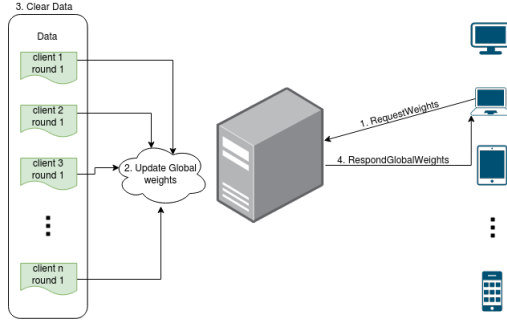 3. Clear Data
Data
client 1
round 1
client 2
round 1
client 3
round 1
client n
round 1
2. Update Global
weights
1. RequestWeights
4. RespondGlobalWeights